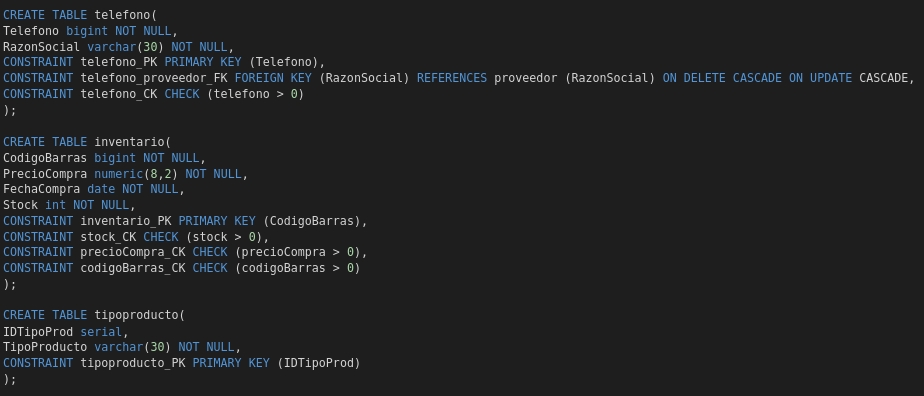 CREATE TABLE telefono(
Telefono bigint NOT NULL,
RazonSocial varchar(30) NOT NULL,
CONSTRAINT telefono_PK PRIMARY KEY (Telefono),
CONSTRAINT telefono_proveedor_FK FOREIGN KEY (RazonSocial) REFERENCES proveedor (RazonSocial) ON DELETE CASCADE ON UPDATE CASCADE,
CONSTRAINT telefono_CK CHECK (telefono > 0)
);
CREATE TABLE inventario(
CodigoBarras bigint NOT NULL,
PrecioCompra numeric(8,2) NOT NULL,
FechaCompra date NOT NULL,
Stock int NOT NULL,
CONSTRAINT inventario_PK PRIMARY KEY (CodigoBarras),
CONSTRAINT stock_CK CHECK (stock > 0),
CONSTRAINT precioCompra_CK CHECK (precioCompra > 0),
CONSTRAINT codigoBarras_CK CHECK (codigoBarras > 0)
);
CREATE TABLE tipoproducto(
IDTipoProd serial,
TipoProducto varchar(30) NOT NULL,
CONSTRAINT tipoproducto_PK PRIMARY KEY (IDTipoProd)
);